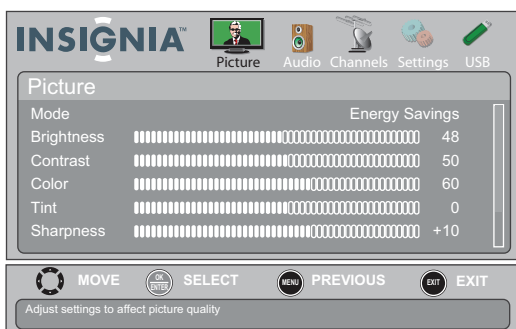 INSIGNIA™
Picture Audio Channels Settings USB
Picture
Mode Energy Savings
Brightness 48
Contrast 50
Color 60
Tint 0
Sharpness +10
MOVE OK ENTER SELECT MENU PREVIOUS EXIT EXIT
Adjust settings to affect picture quality